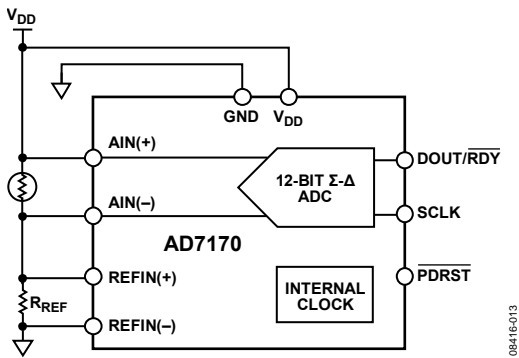 VDD
GND
VDD
AIN(+)
DOUT/RDY
12-BIT Σ-Δ
ADC
AIN(–)
SCLK
AD7170
REFIN(+)
PDRST
INTERNAL
CLOCK
RREF
REFIN(–)
08416-013